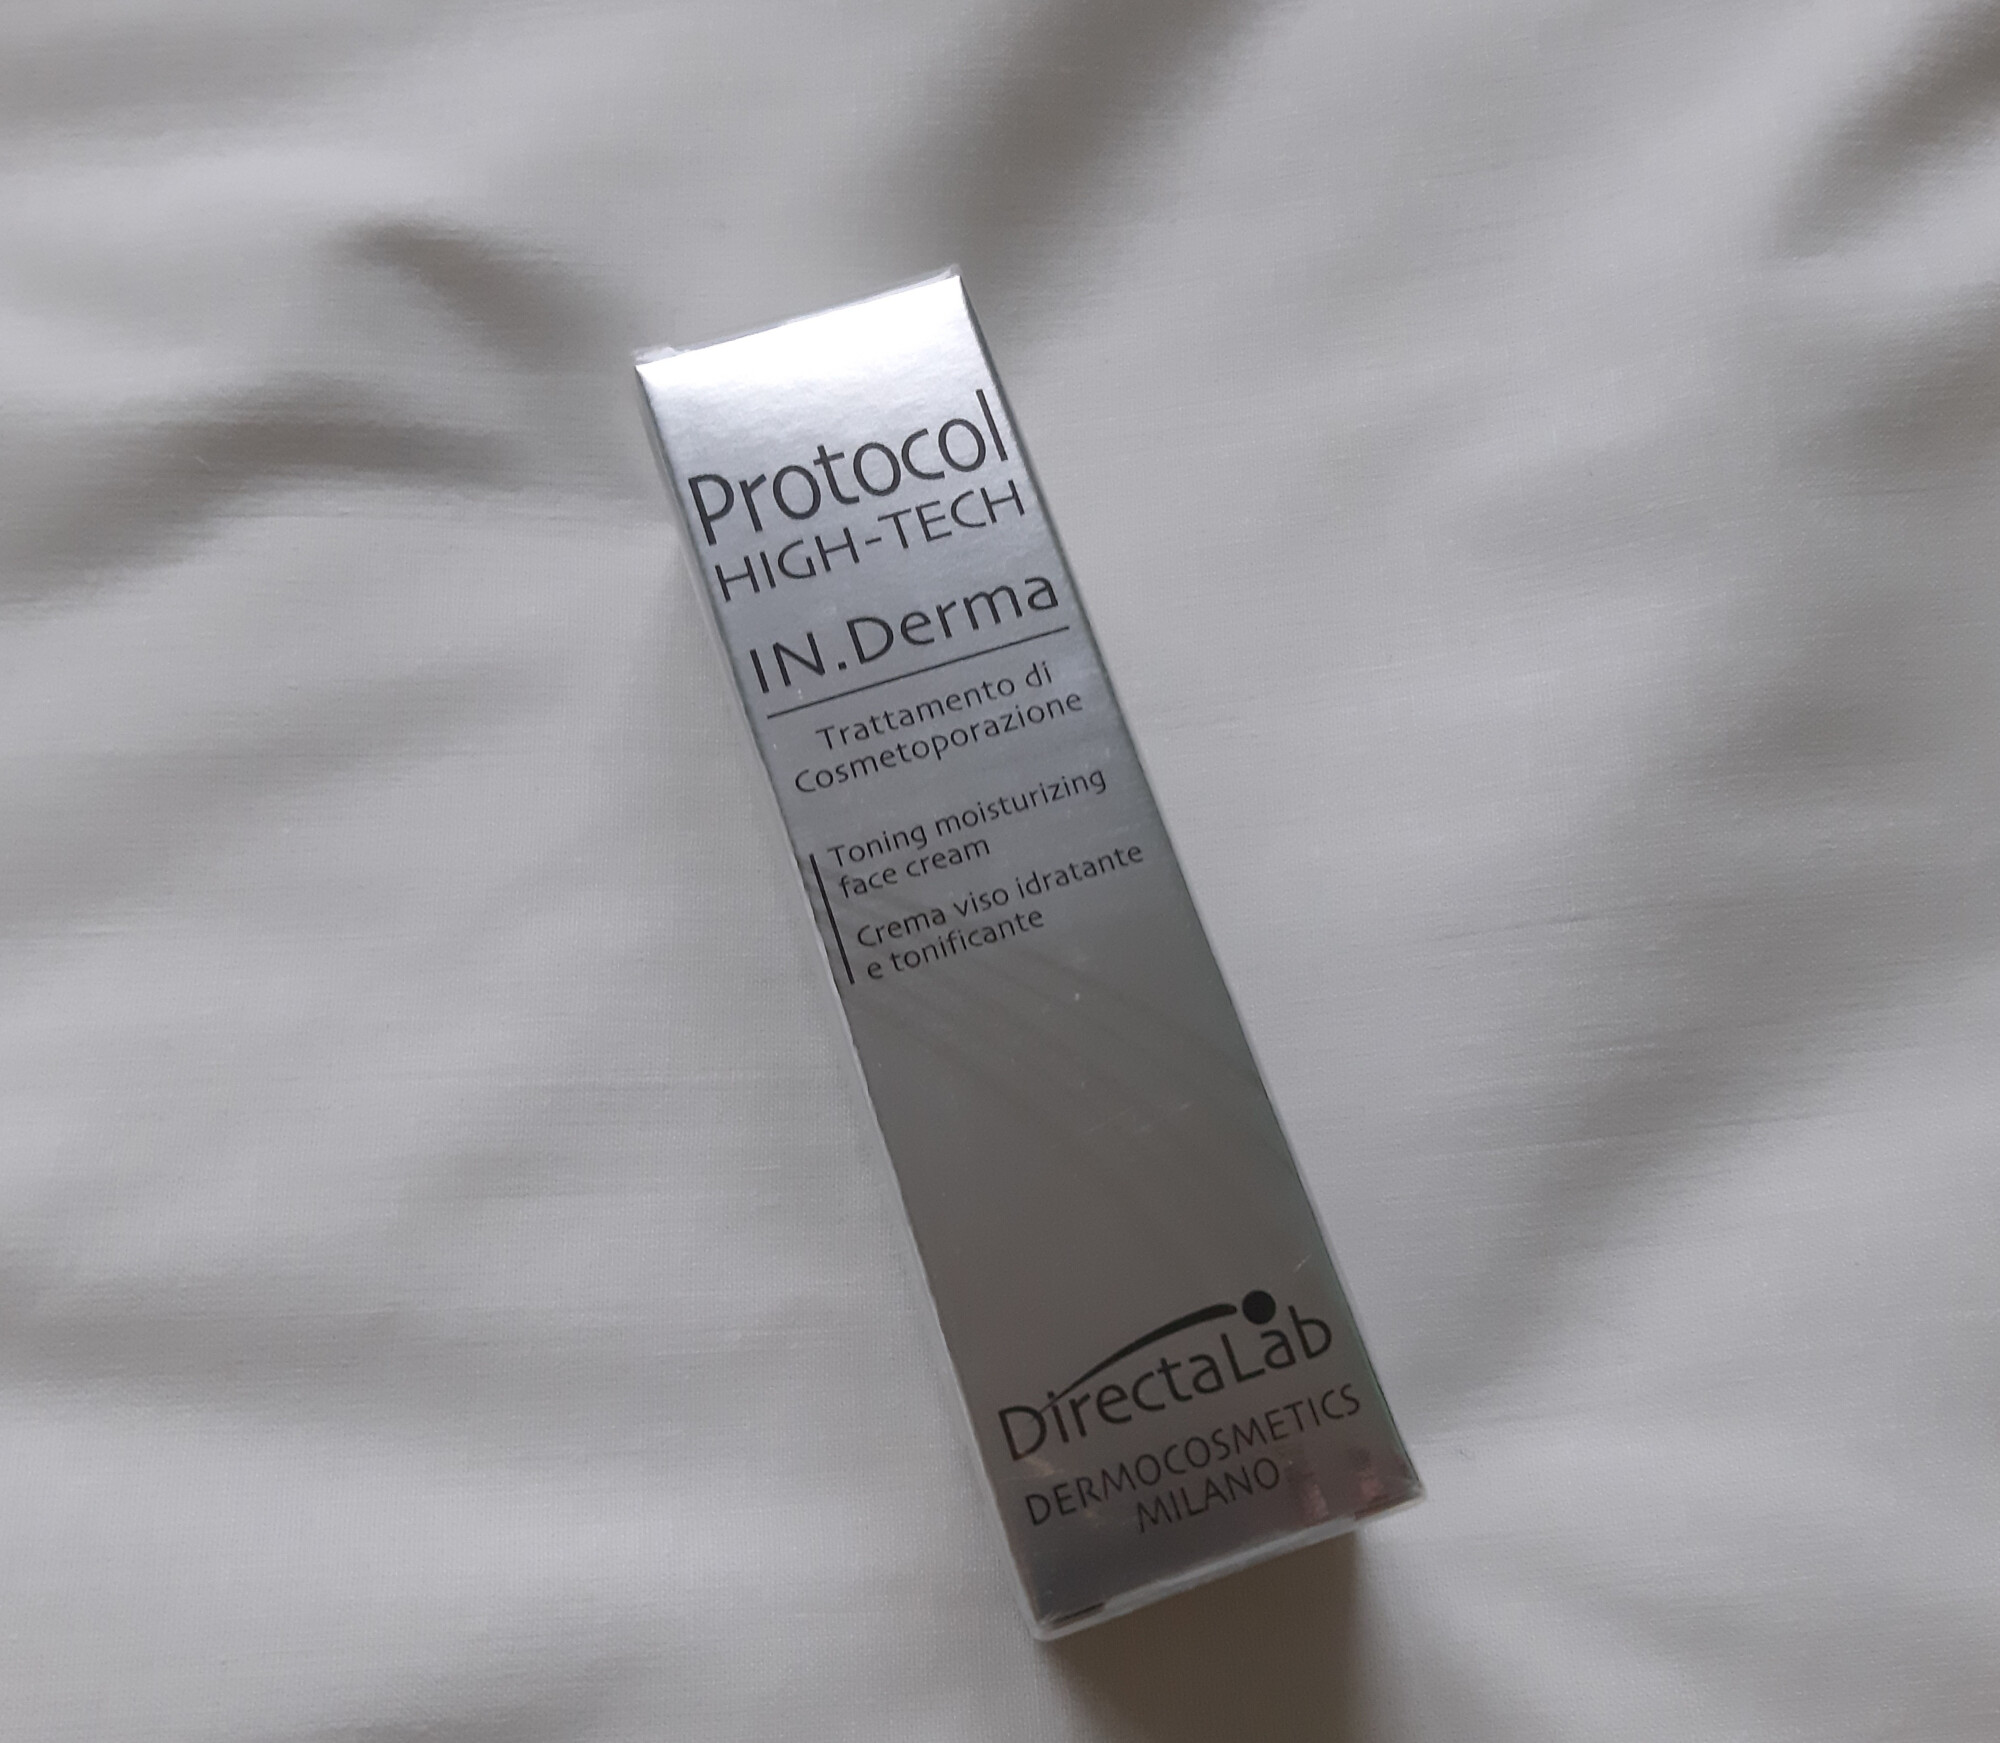 Protocol
HIGH-TECH
IN.Derma
Trattamento di
Cosmetoporazione
Toning moisturizing
face cream
Crema viso idratante
e tonificante
DirectaLab
DERMOCOSMETICS
MILANO